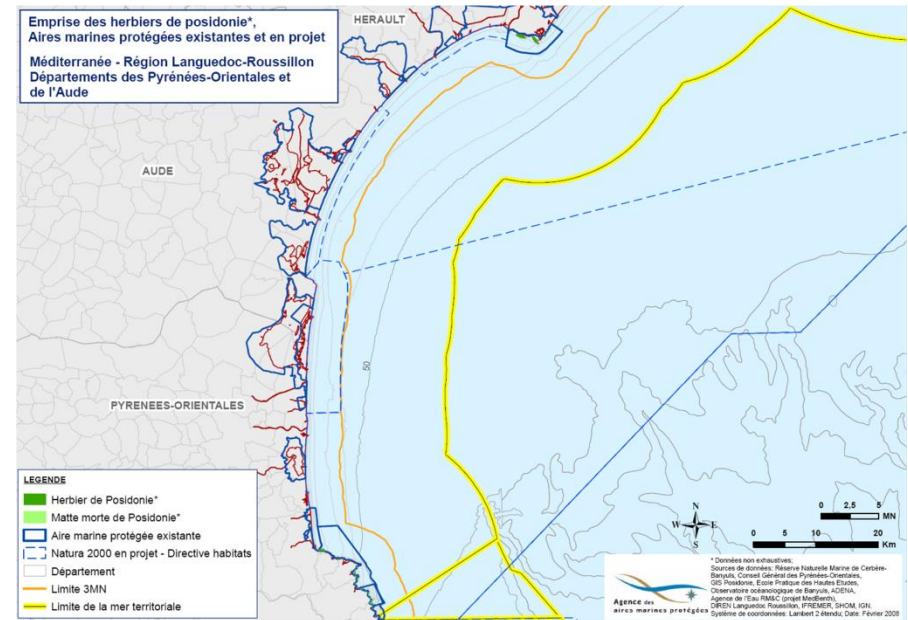 Emprise des herbiers de posidonie*,
Aires marines protégées existantes et en projet
Méditerranée - Région Languedoc-Roussillon
Départements des Pyrénées-Orientales et
de l'Aude
HERAULT
AUDE
PYRENEES-ORIENTALES
50
LEGENDE
Herbier de Posidonie*
Matte morte de Posidonie*
Aire marine protégée existante
Natura 2000 en projet - Directive habitats
Département
Limite 3MN
Limite de la mer territoriale
N
W E
S
0 2,5 5
MN
0 5 10 20
Km
Agence des
aires marines protégées
* Données non exhaustives;
Sources de données: Réserve Naturelle Marine de Cerbère-
Banyuls, Conseil Général des Pyrénées-Orientales,
GIS Posidonie, Ecole Pratique des Hautes Etudes,
Observatoire océanologique de Banyuls, ADENA,
Agence de l'Eau RM&C (projet MedBenth),
DIREN Languedoc Roussillon, IFREMER, SHOM, IGN.
Système de coordonnées: Lambert 2 étendu; Date: Février 2008